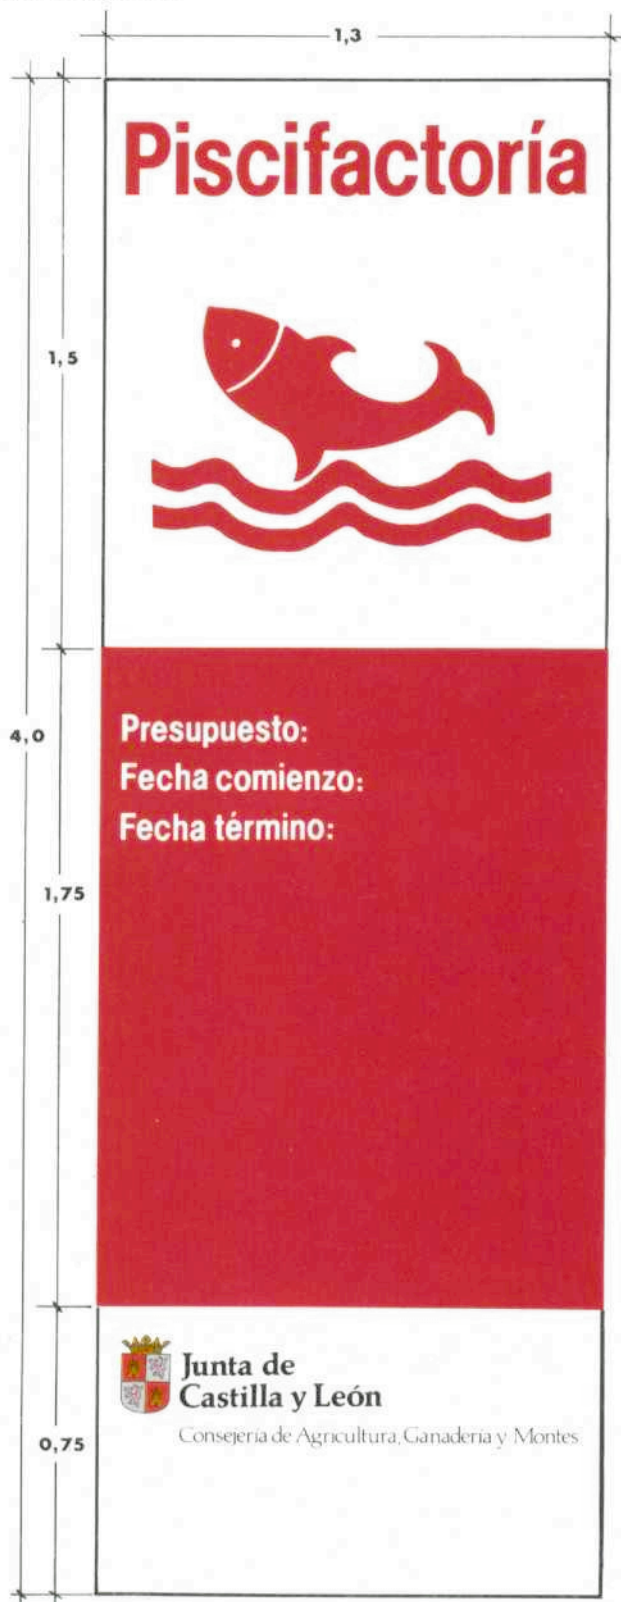 1,3
Piscifactoría
1,5
4,0
Presupuesto:
Fecha comienzo:
Fecha término:
1,75
Junta de
Castilla y León
Consejería de Agricultura, Ganadería y Montes
0,75